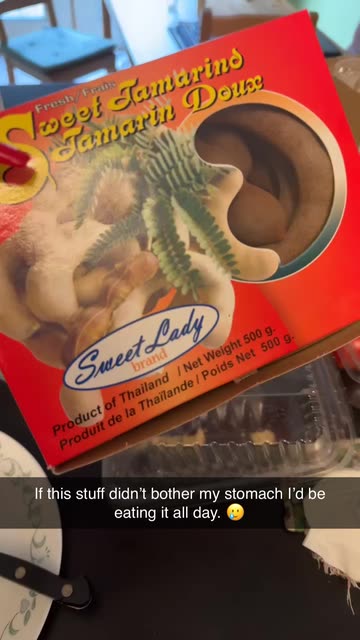 Fresh/Frais
Sweet Tamarind
Tamarin Doux
Sweet Lady
brand
Product of Thailand / Net Weight 500 g.
Produit de la Thaïlande / Poids Net 500 g.
If this stuff didn't bother my stomach I'd be
eating it all day. 🥲